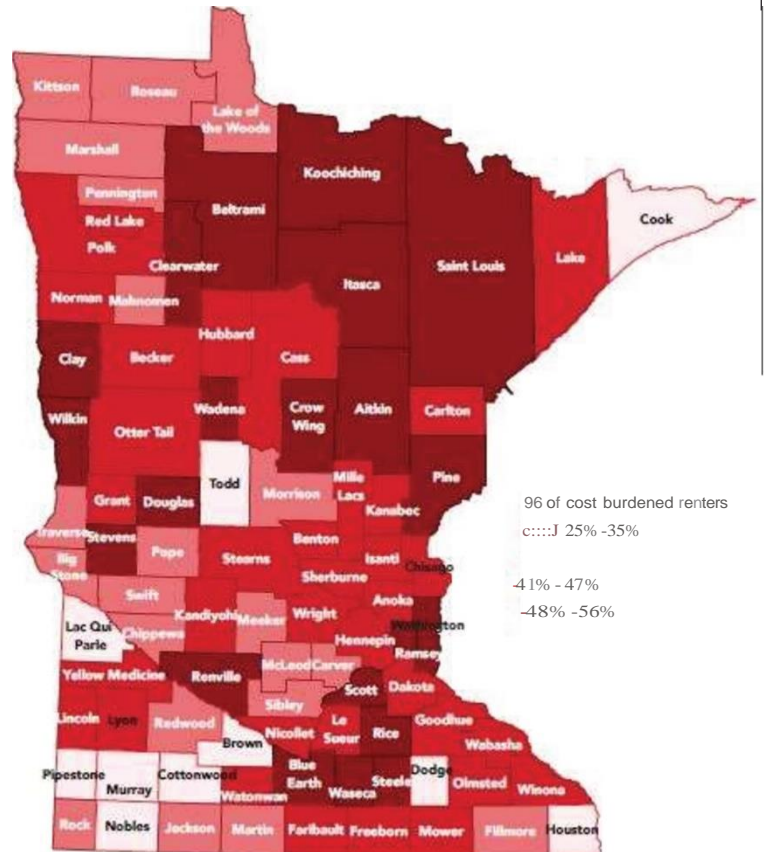 Kittson
Roseau
Lake of
the Woods
Marshall
Koochiching
Pennington
Beltrami
Red Lake
Cook
Polk
Clearwater
Saint Louis
Lake
Itasca
Norman
Mahnomen
Hubbard
Clay
Becker
Cass
Wadena
Crow
Wing
Aitkin
Carlton
Wilkin
Otter Tail
Todd
Mille
Lacs
Pine
Grant
Douglas
Morrison
Kanabec
96 of cost burdened renters
c::::J 25% -35%
Traverse
Stevens
Pope
Stearns
Benton
Isanti
Big
Stone
Chisago
Sherburne
-41% - 47%
-48% -56%
Swift
Anoka
Kandiyohi
Meeker
Wright
Washington
Lac Qui
Parle
Chippewa
Hennepin
Ramsey
McLeod
Carver
Yellow Medicine
Renville
Scott
Dakota
Sibley
Lincoln
Lyon
Redwood
Nicollet
Le
Sueur
Rice
Goodhue
Brown
Wabasha
Pipestone
Murray
Cottonwood
Watonwan
Blue
Earth
Waseca
Steele
Dodge
Olmsted
Winona
Rock
Nobles
Jackson
Martin
Faribault
Freeborn
Mower
Fillmore
Houston